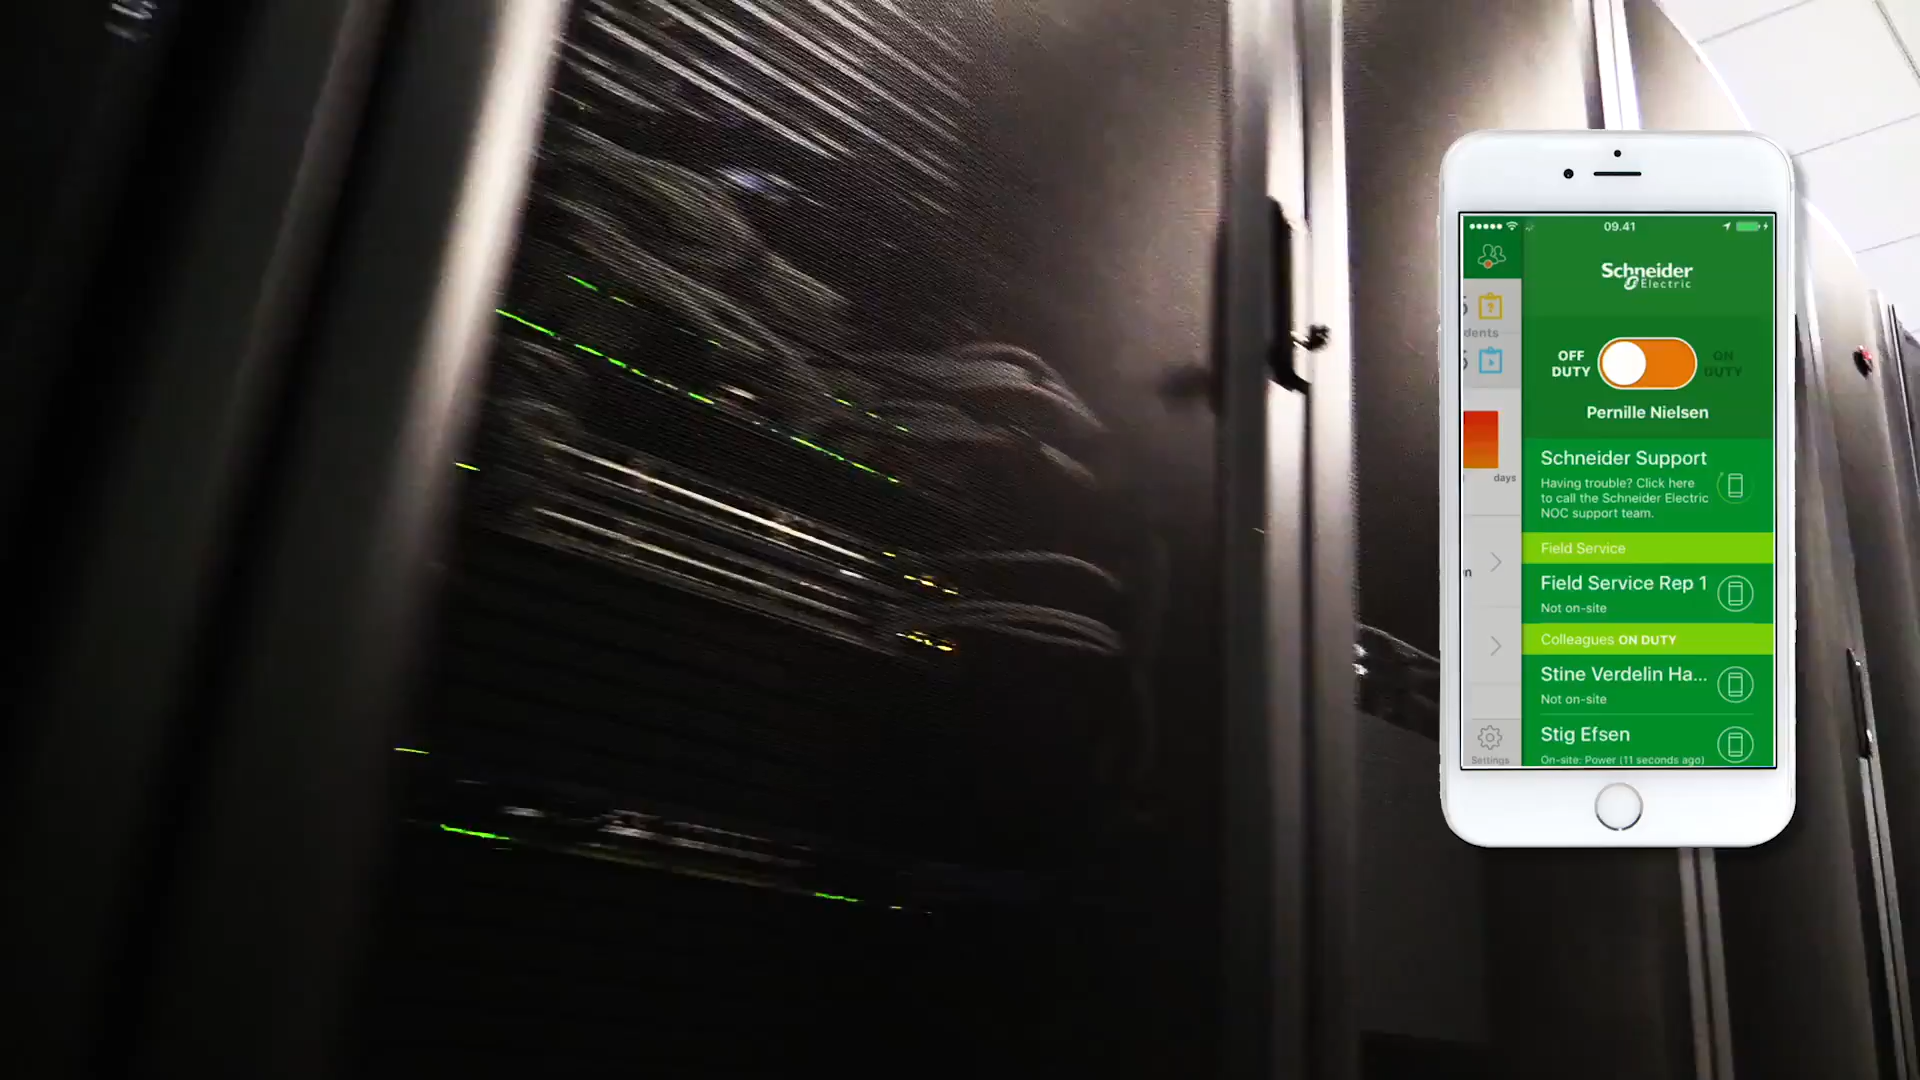 09.41
Schneider
Electric
OFF
DUTY
ON
DUTY
Pernille Nielsen
Schneider Support
Having trouble? Click here
to call the Schneider Electric
NOC support team.
Field Service
Field Service Rep 1
Not on-site
Colleagues ON DUTY
Stine Verdelin Ha...
Not on-site
Stig Efsen
On-site: Power (11 seconds ago)
dents
days
n
Settings